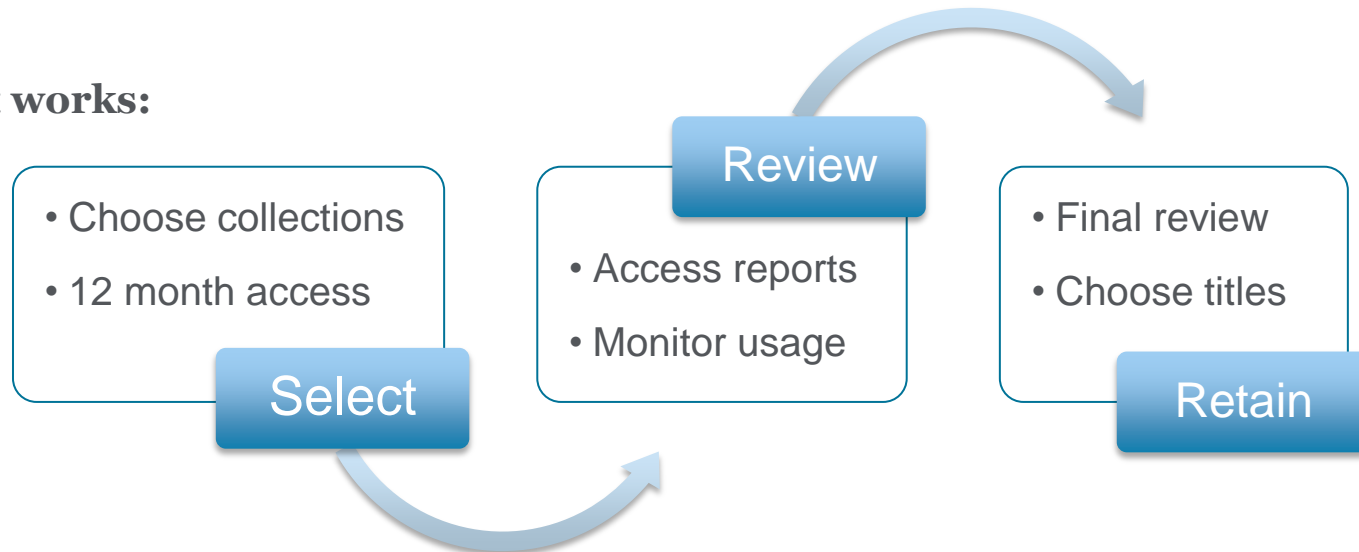 works:
• Choose collections
• 12 month access
Select
Review
• Access reports
• Monitor usage
• Final review
• Choose titles
Retain